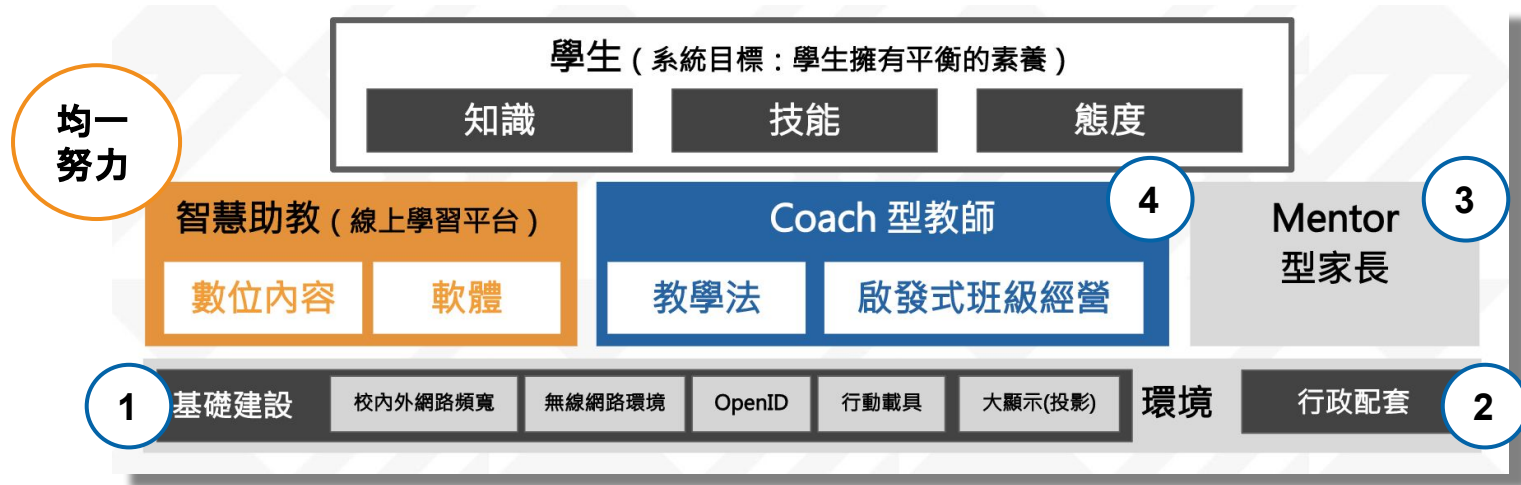 學生 ( 系統目標：學生擁有平衡的素養 )
知識
技能
態度
均一
努力
智慧助教 ( 線上學習平台 )
數位內容
軟體
Coach 型教師
教學法
啟發式班級經營
4
Mentor
型家長
3
1
基礎建設
校內外網路頻寬
無線網路環境
OpenID
行動載具
大顯示(投影)
環境
行政配套
2